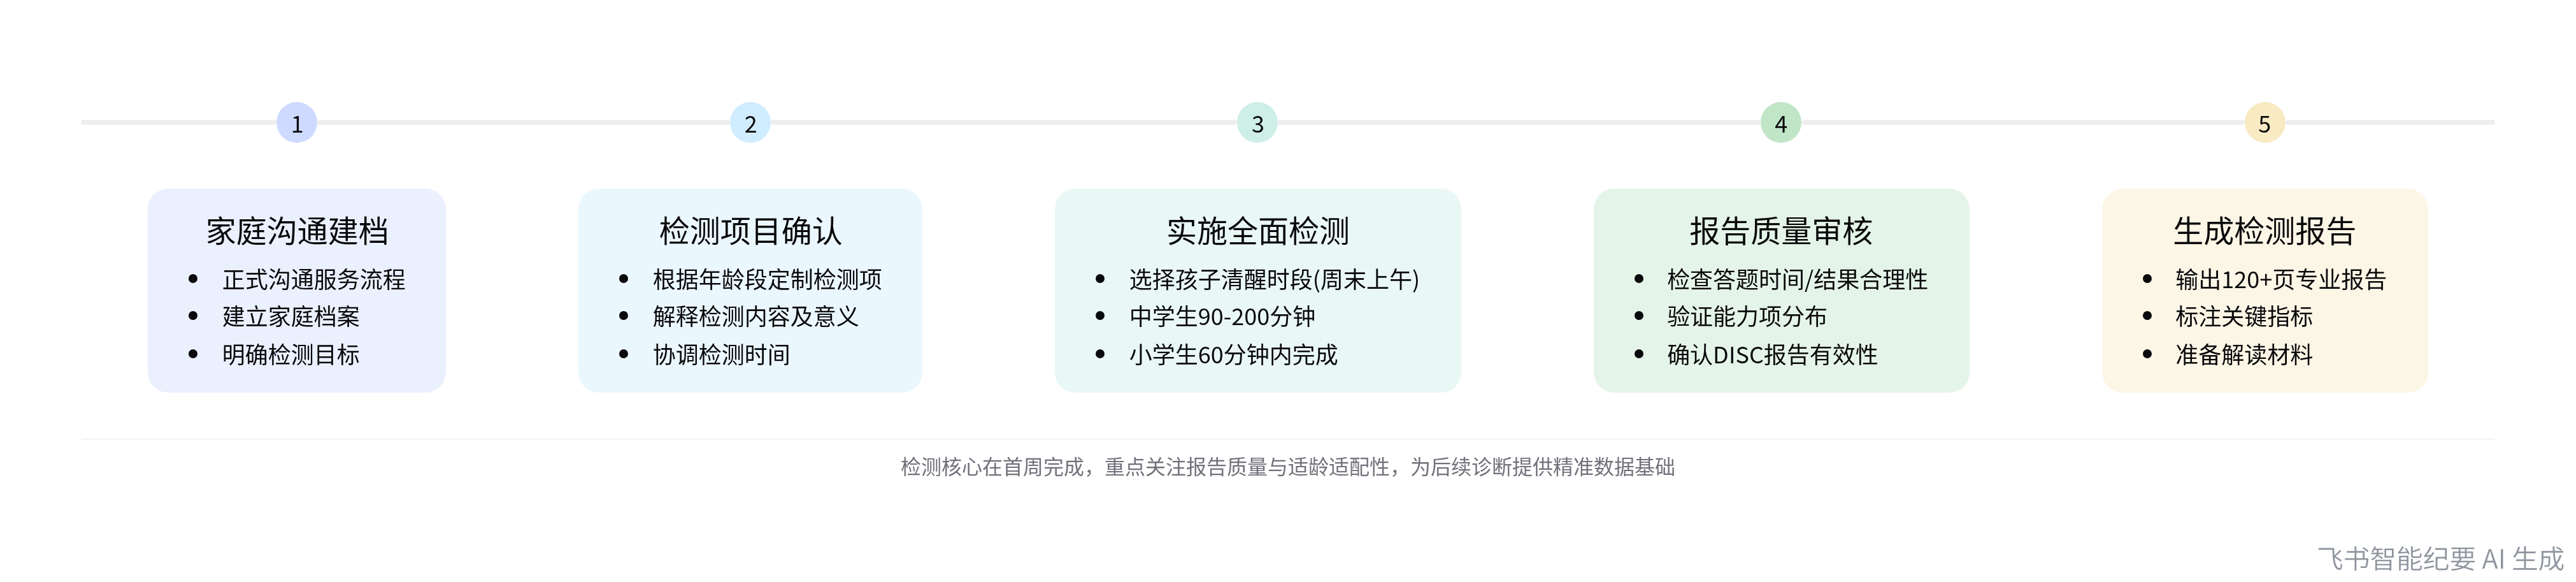 1
2
3
4
5
家庭沟通建档
• 正式沟通服务流程
• 建立家庭档案
• 明确检测目标
检测项目确认
• 根据年龄段定制检测项
• 解释检测内容及意义
• 协调检测时间
实施全面检测
• 选择孩子清醒时段(周末上午)
• 中学生90-200分钟
• 小学生60分钟内完成
报告质量审核
• 检查答题时间/结果合理性
• 验证能力项分布
• 确认DISC报告有效性
生成检测报告
• 输出120+页专业报告
• 标注关键指标
• 准备解读材料
检测核心在首周完成，重点关注报告质量与适龄适配性，为后续诊断提供精准数据基础
飞书智能纪要 AI 生成